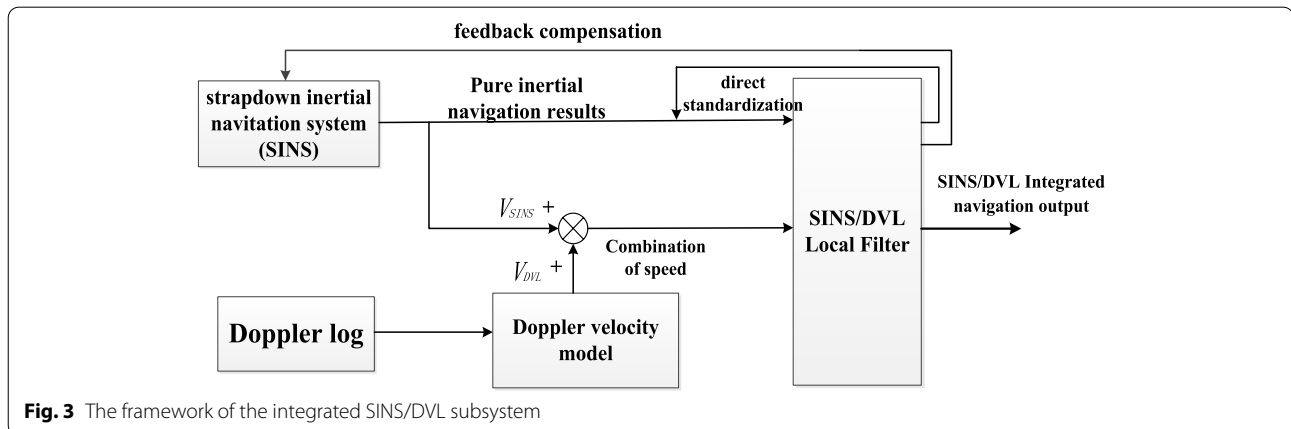 feedback compensation
strapdown inertial
navitation system
(SINS)
Pure inertial
navigation results
direct
standardization
SINS/DVL Integrated
navigation output
SINS/DVL
Local Filter
V_SINS +
Combination
of speed
V_DVL +
Doppler log
Doppler velocity
model
Fig. 3 The framework of the integrated SINS/DVL subsystem